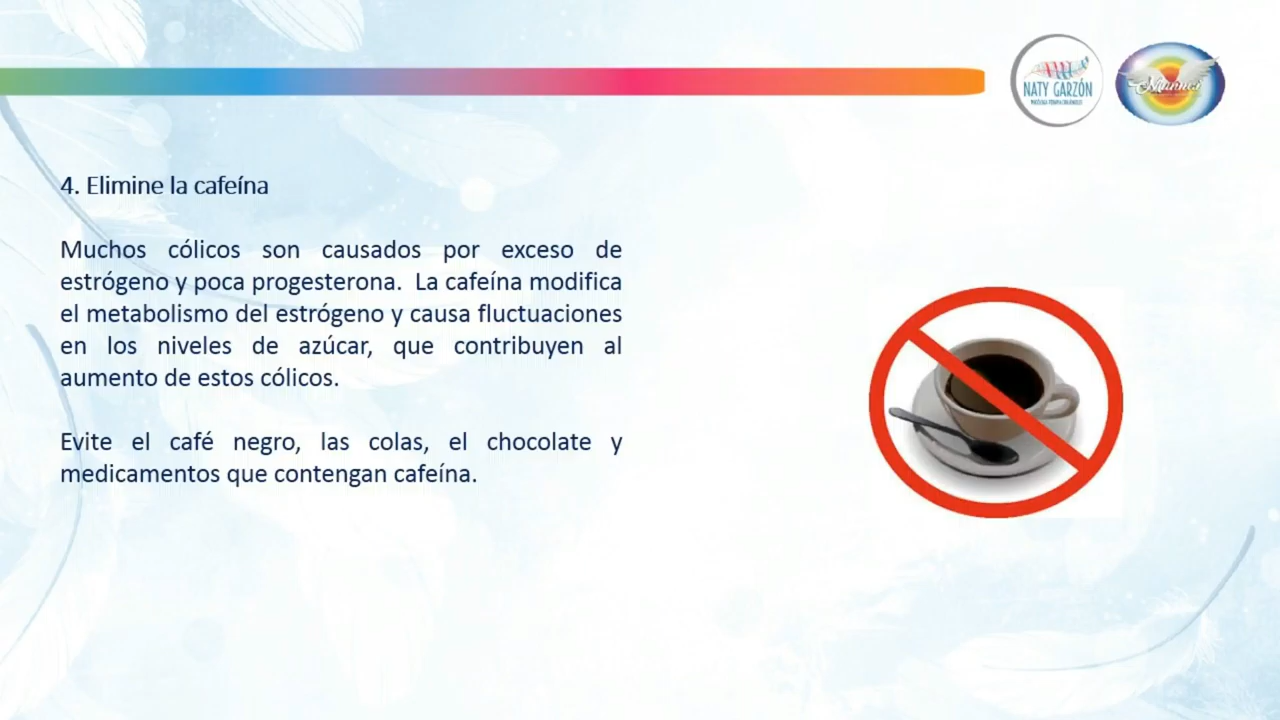 NATY GARZÓN
4. Elimine la cafeína
Muchos cólicos son causados por exceso de
estrógeno y poca progesterona. La cafeína modifica
el metabolismo del estrógeno y causa fluctuaciones
en los niveles de azúcar, que contribuyen al
aumento de estos cólicos.
Evite el café negro, las colas, el chocolate y
medicamentos que contengan cafeína.